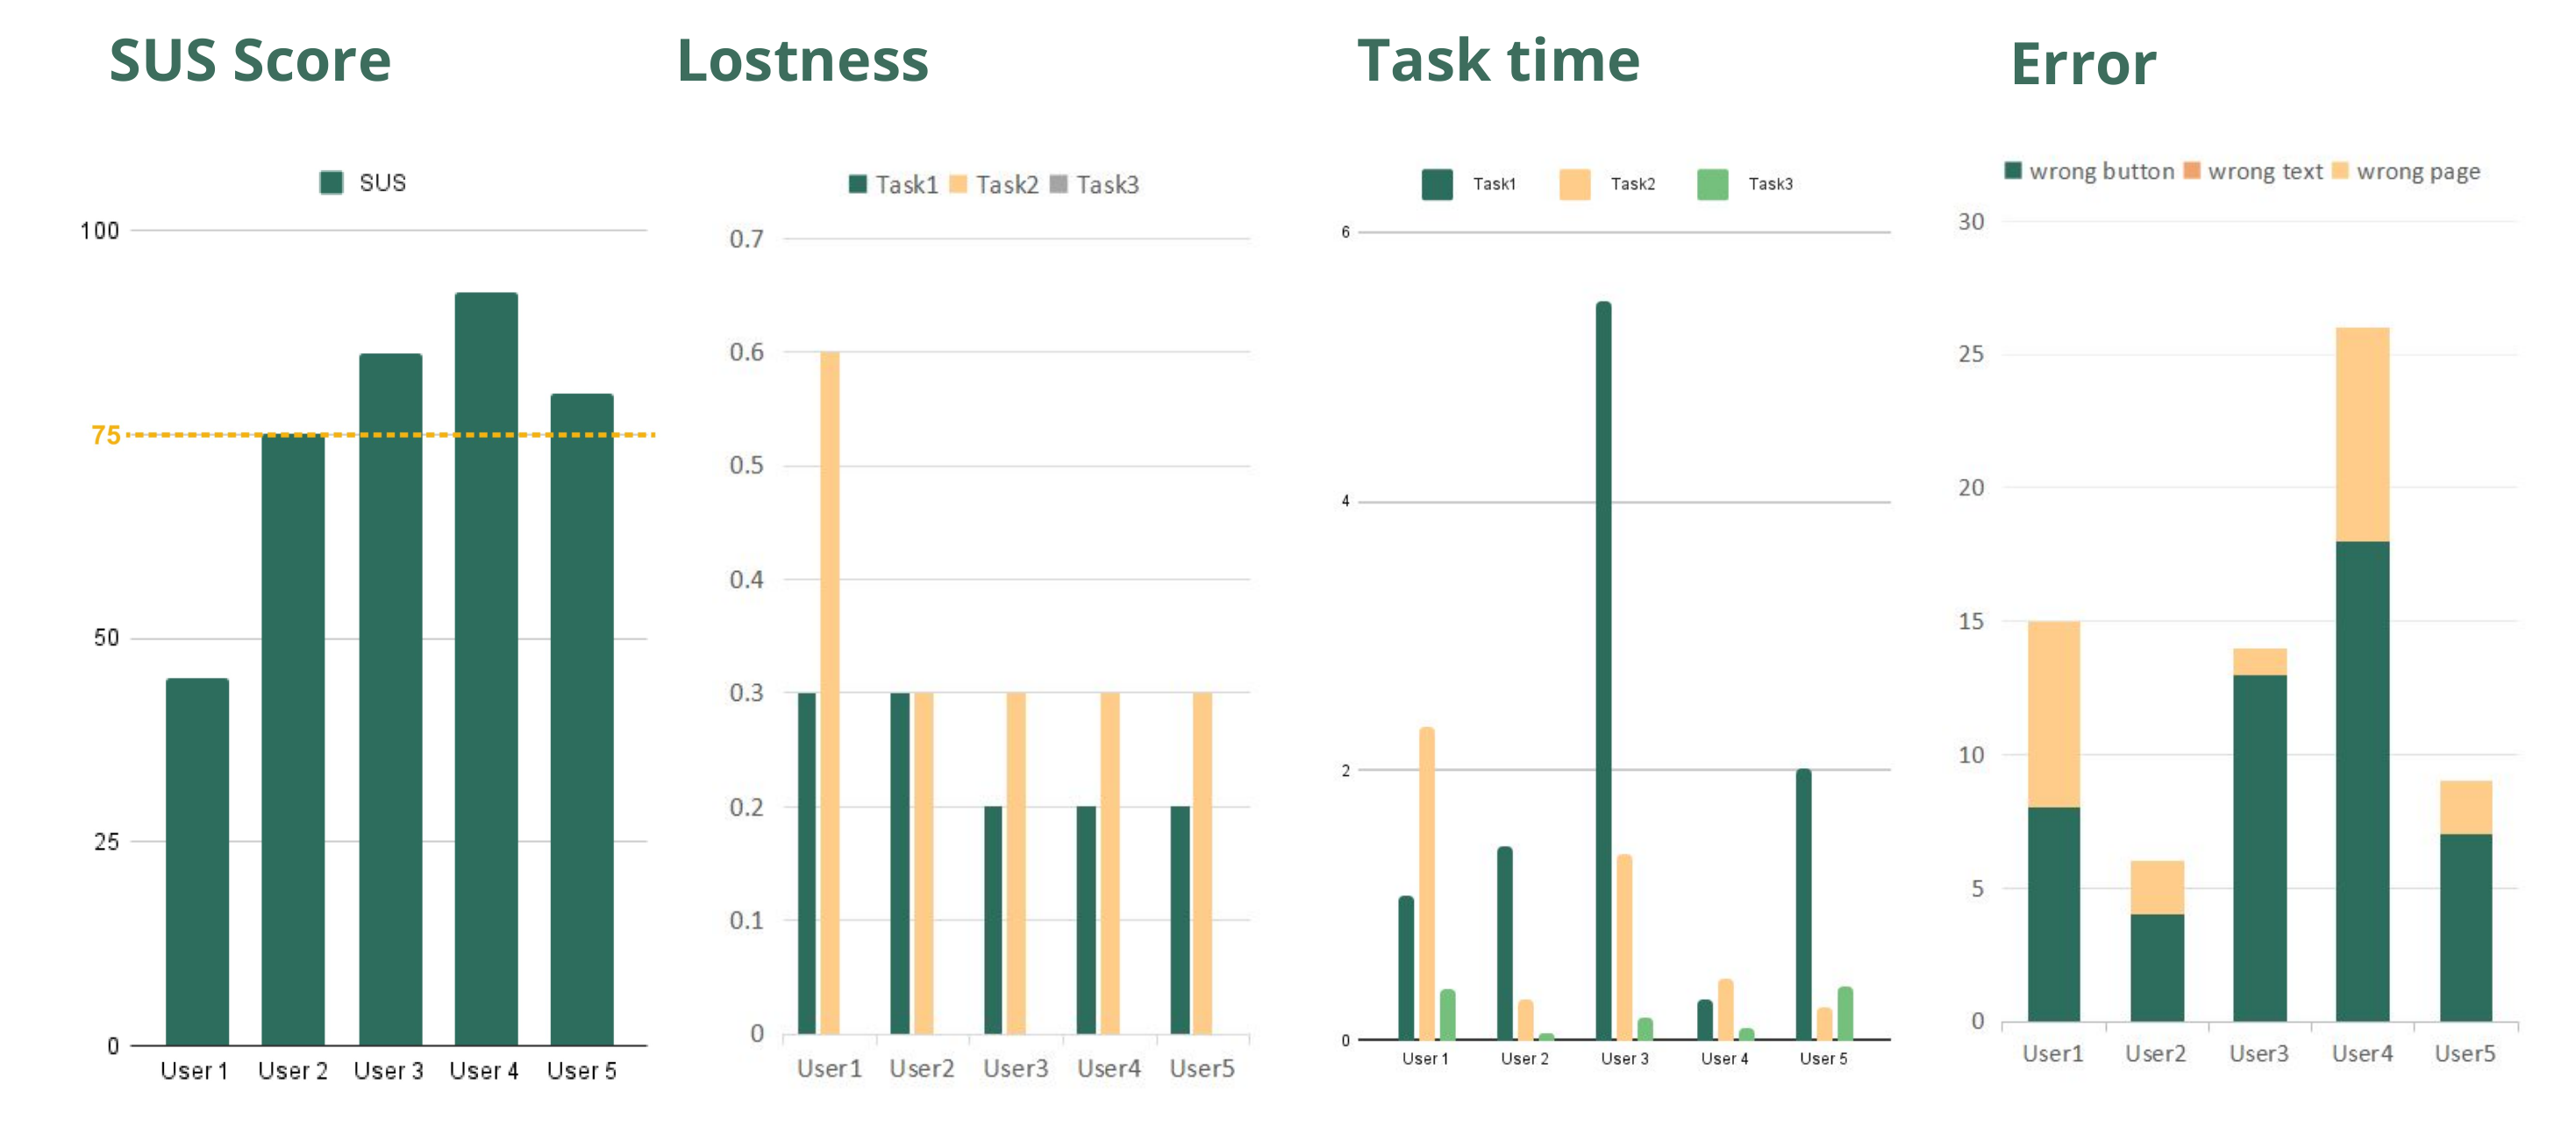 SUS Score
Lostness
Task time
Error
SUS
100
75
50
25
0
User 1 User 2 User 3 User 4 User 5
Task1 Task2 Task3
0.7
0.6
0.5
0.4
0.3
0.2
0.1
0
User1 User2 User3 User4 User5
Task1 Task2 Task3
6
4
2
0
User 1 User 2 User 3 User 4 User 5
wrong button wrong text wrong page
30
25
20
15
10
5
0
User1 User2 User3 User4 User5